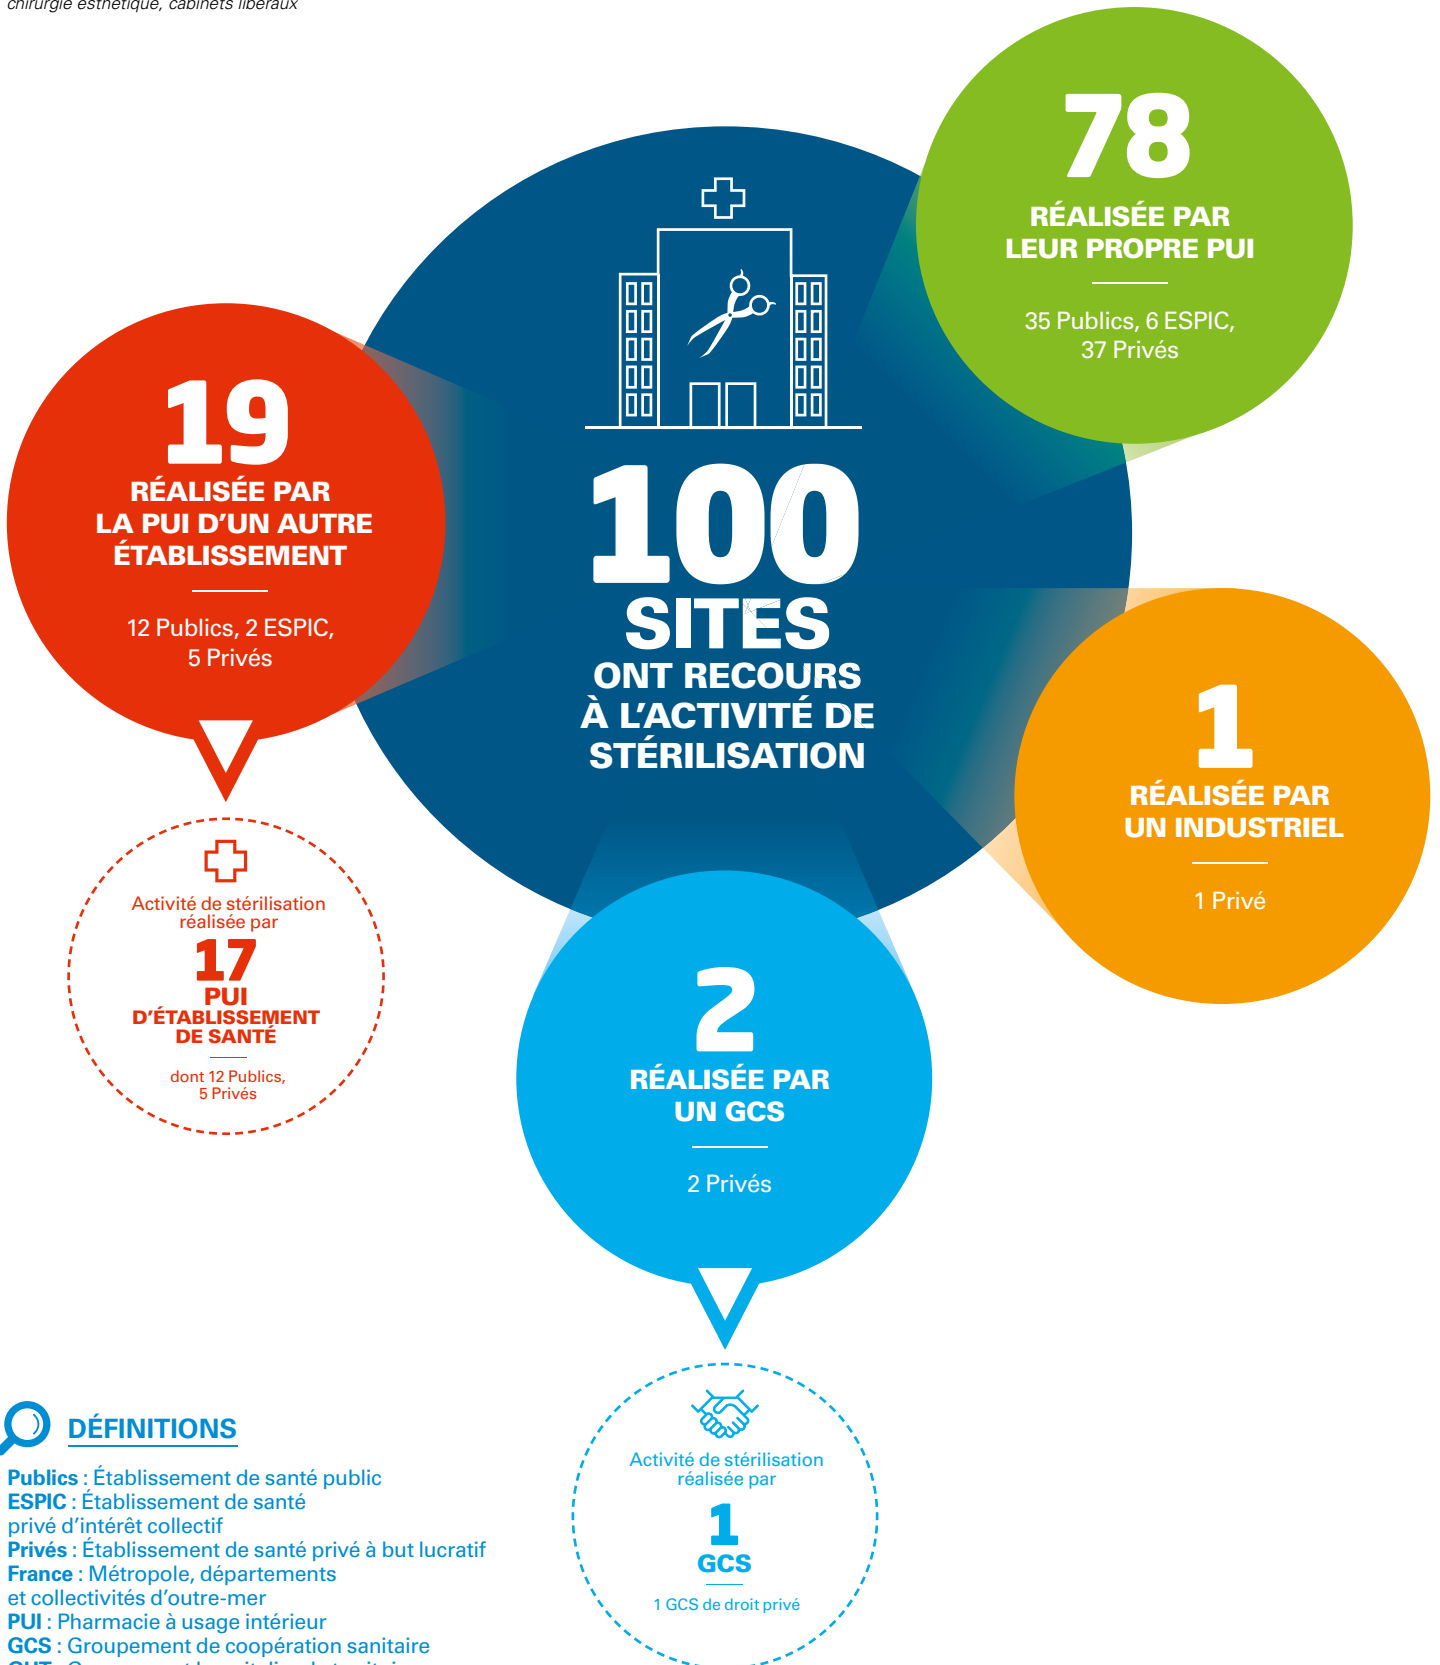 chirurgie esthétique, cabinets libéraux
78
RÉALISÉE PAR
LEUR PROPRE PUI
35 Publics, 6 ESPIC,
37 Privés
19
RÉALISÉE PAR
LA PUI D'UN AUTRE
ÉTABLISSEMENT
12 Publics, 2 ESPIC,
5 Privés
100
SITES
ONT RECOURS
À L'ACTIVITÉ DE
STÉRILISATION
1
RÉALISÉE PAR
UN INDUSTRIEL
1 Privé
Activité de stérilisation
réalisée par
17
PUI
D'ÉTABLISSEMENT
DE SANTÉ
dont 12 Publics,
5 Privés
2
RÉALISÉE PAR
UN GCS
2 Privés
Activité de stérilisation
réalisée par
1
GCS
1 GCS de droit privé
DÉFINITIONS
Publics : Établissement de santé public
ESPIC : Établissement de santé
privé d'intérêt collectif
Privés : Établissement de santé privé à but lucratif
France : Métropole, départements
et collectivités d'outre-mer
PUI : Pharmacie à usage intérieur
GCS : Groupement de coopération sanitaire